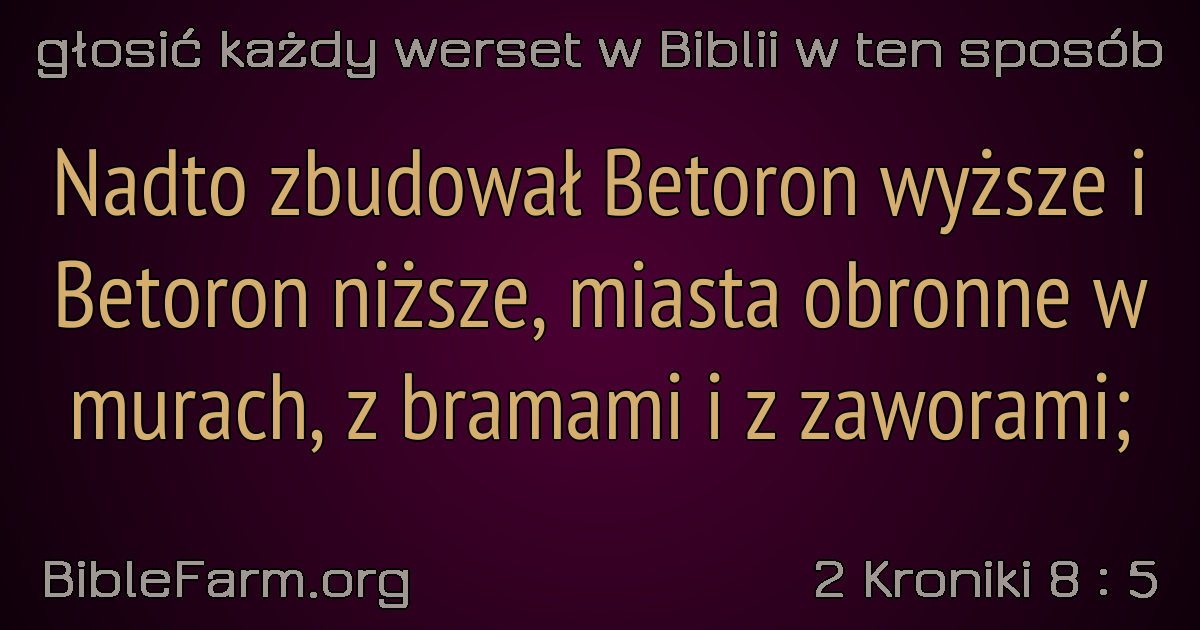 głosić każdy werset w Biblii w ten sposób
Nadto zbudował Betoron wyższe i
Betoron niższe, miasta obronne w
murach, z bramami i z zaworami;
BibleFarm.org
2 Kroniki 8 : 5